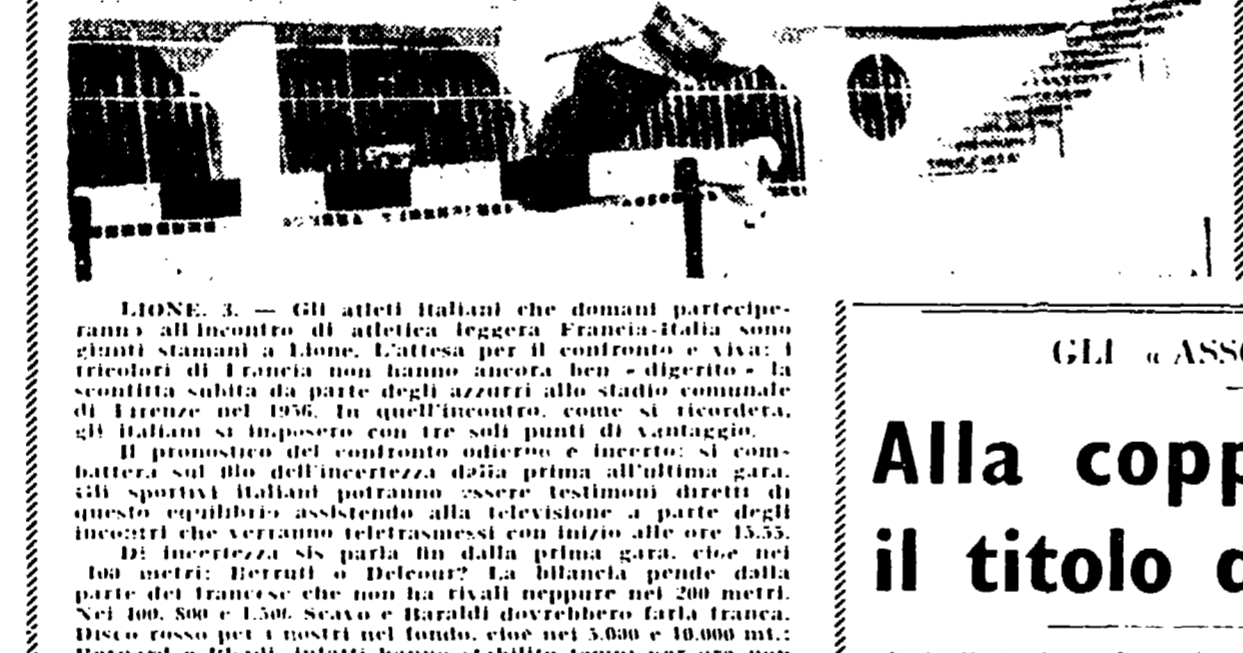 LIONE, 3. — Gli atleti italiani che domani partecipe-
ranno all'incontro di atletica leggera Francia-Italia sono
giunti stamani a Lione. L'attesa per il confronto è viva: i
tricolori di Francia non hanno ancora ben « digerito » la
sconfitta subita da parte degli azzurri allo stadio comunale
di Firenze nel 1956. In quell'incontro, come si ricorderà,
gli italiani si imposero con tre soli punti di vantaggio.
Il pronostico del confronto odierno è incerto: si com-
batterà sul filo dell'incertezza dalla prima all'ultima gara.
Gli sportivi italiani potranno essere testimoni diretti di
questo equilibrio assistendo alla televisione a parte degli
incontri che verranno teletrasmessi con inizio alle ore 15.55.
Di incertezza sis parla fin dalla prima gara, cioè nei
100 metri: Berruti o Delecour? La bilancia pende dalla
parte del francese che non ha rivali neppure nei 200 metri.
Nei 400, 800 e 1.500, Scavo e Baraldi dovrebbero farla franca.
Disco rosso per i nostri nel fondo, cioè nei 5.000 e 10.000 mt.:
GLI « ASSO
Alla copp
il titolo d